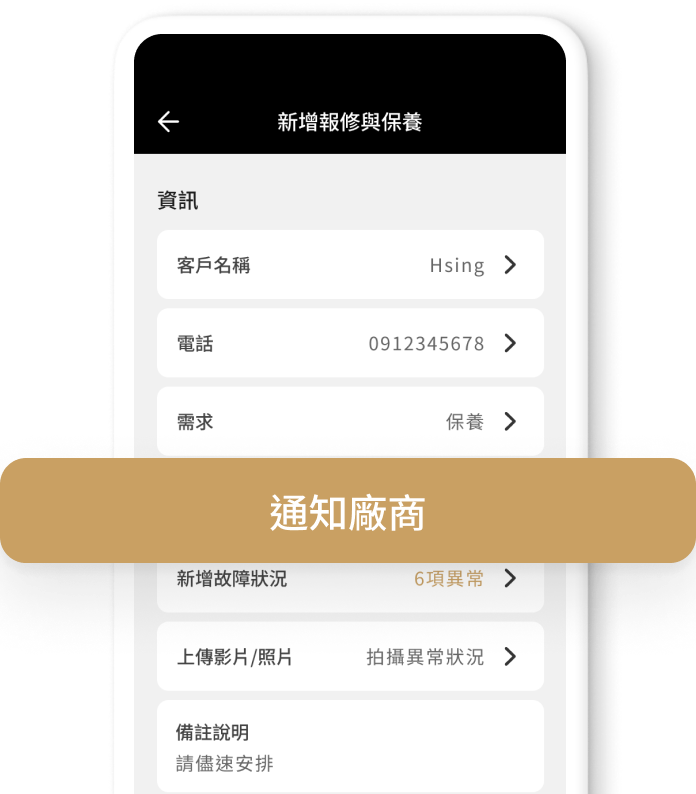 新增報修與保養
資訊
客戶名稱 Hsing
電話 0912345678
需求 保養
通知廠商
新增故障狀況 6項異常
上傳影片/照片 拍攝異常狀況
備註說明
請儘速安排